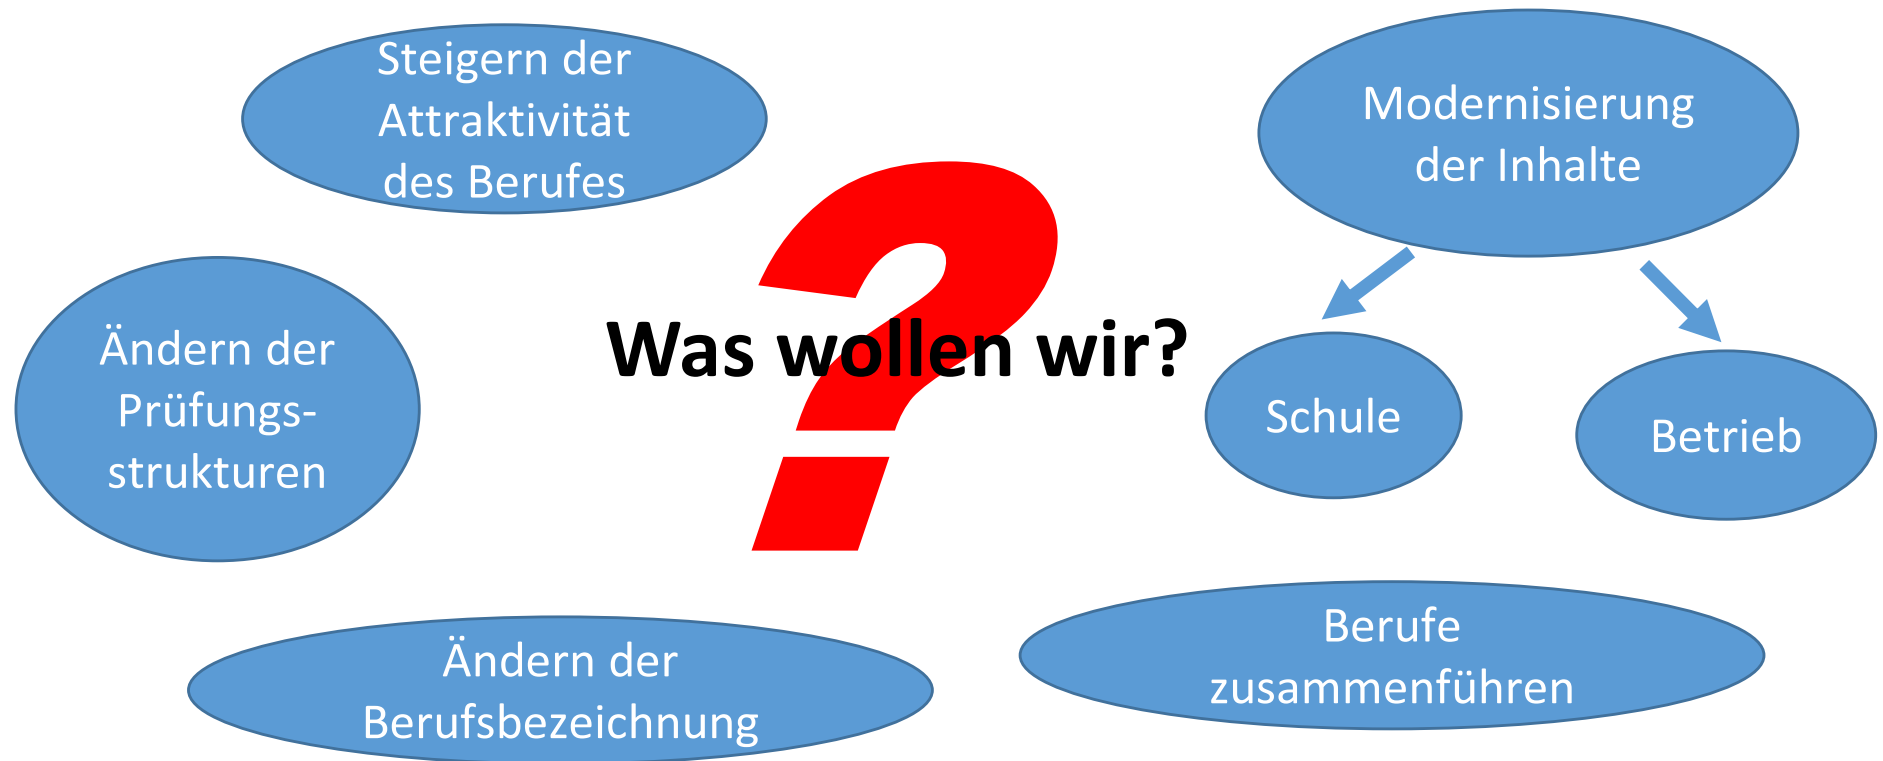 Steigern der
Attraktivität
des Berufes
Modernisierung
der Inhalte
?
Was wollen wir?
Ändern der
Prüfungs-
strukturen
Schule
Betrieb
Ändern der
Berufsbezeichnung
Berufe
zusammenführen